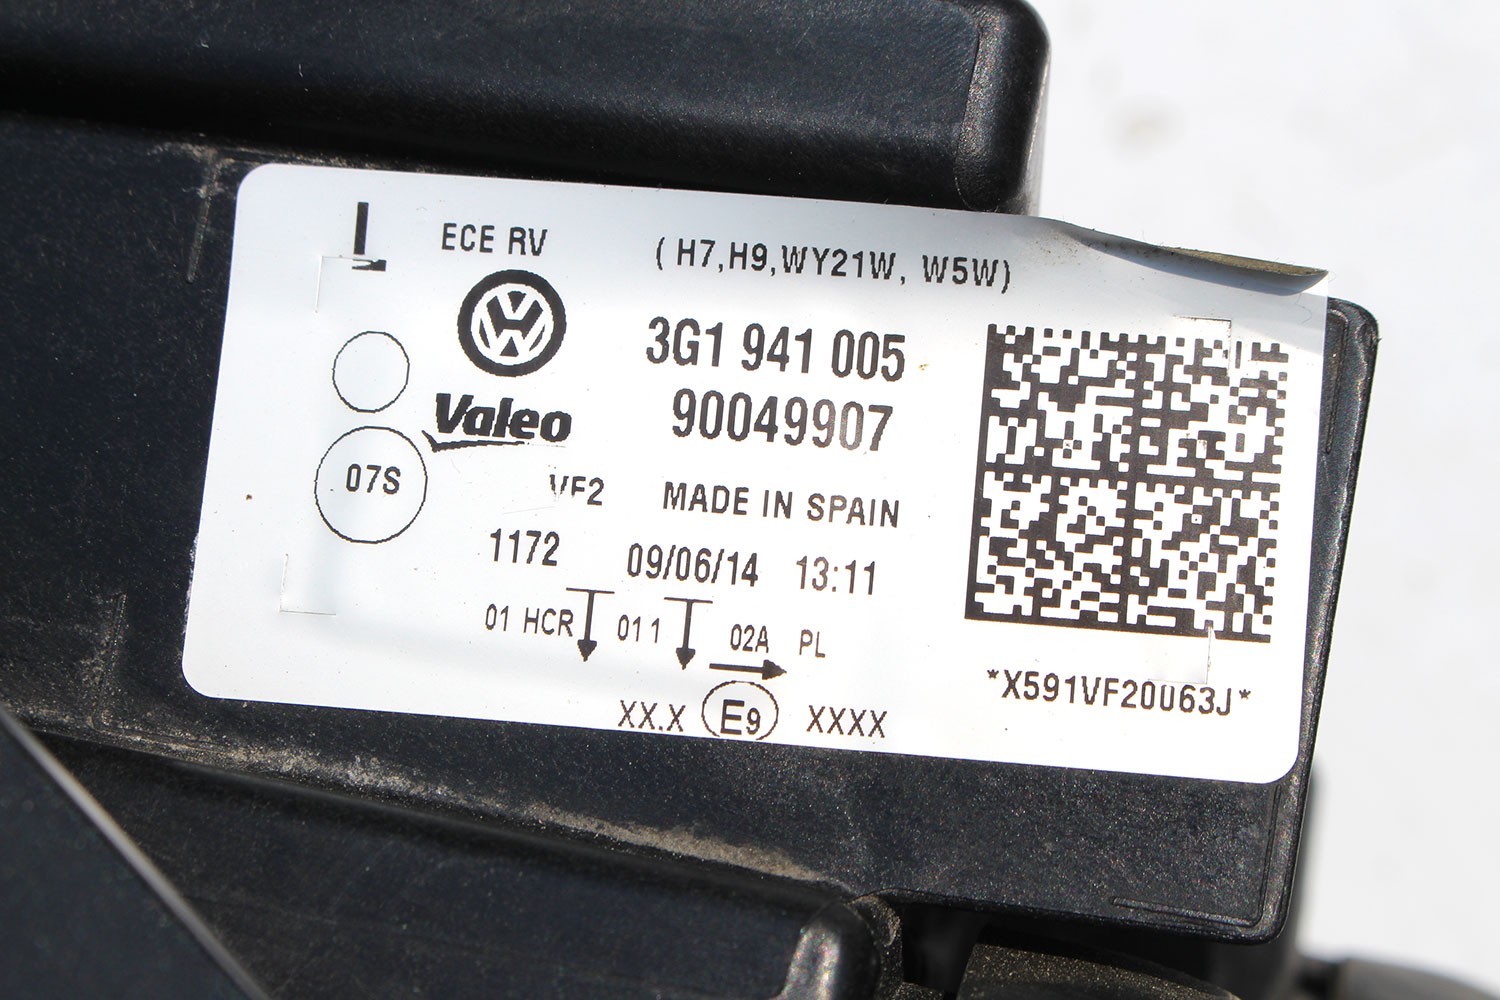 L ECE RV ( H7,H9,WY21W, W5W)
3G1 941 005
Valeo 90049907
07S VF2 MADE IN SPAIN
1172 09/06/14 13:11
01 HCR 01 1 02A PL
XX.X E9 XXXX
*X591VF20063J*